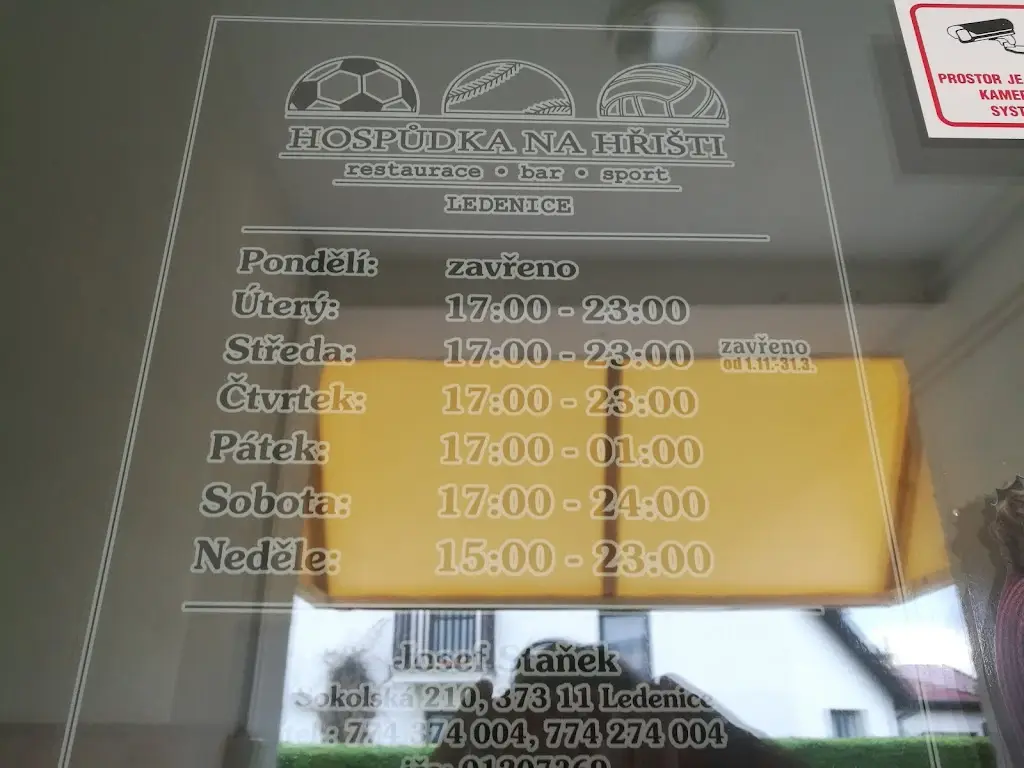 HOSPŮDKA NA HŘIŠTI
restaurace • bar • sport
LEDENICE
Pondělí: zavřeno
Úterý: 17:00 - 23:00
Středa: 17:00 - 23:00 zavřeno
od 1.11.-31.3.
Čtvrtek: 17:00 - 23:00
Pátek: 17:00 - 01:00
Sobota: 17:00 - 24:00
Neděle: 15:00 - 23:00
Josef Staněk
Sokolská 210, 373 11 Ledenice
774 374 004, 774 274 004
PROSTOR JE
KAMER
SYST